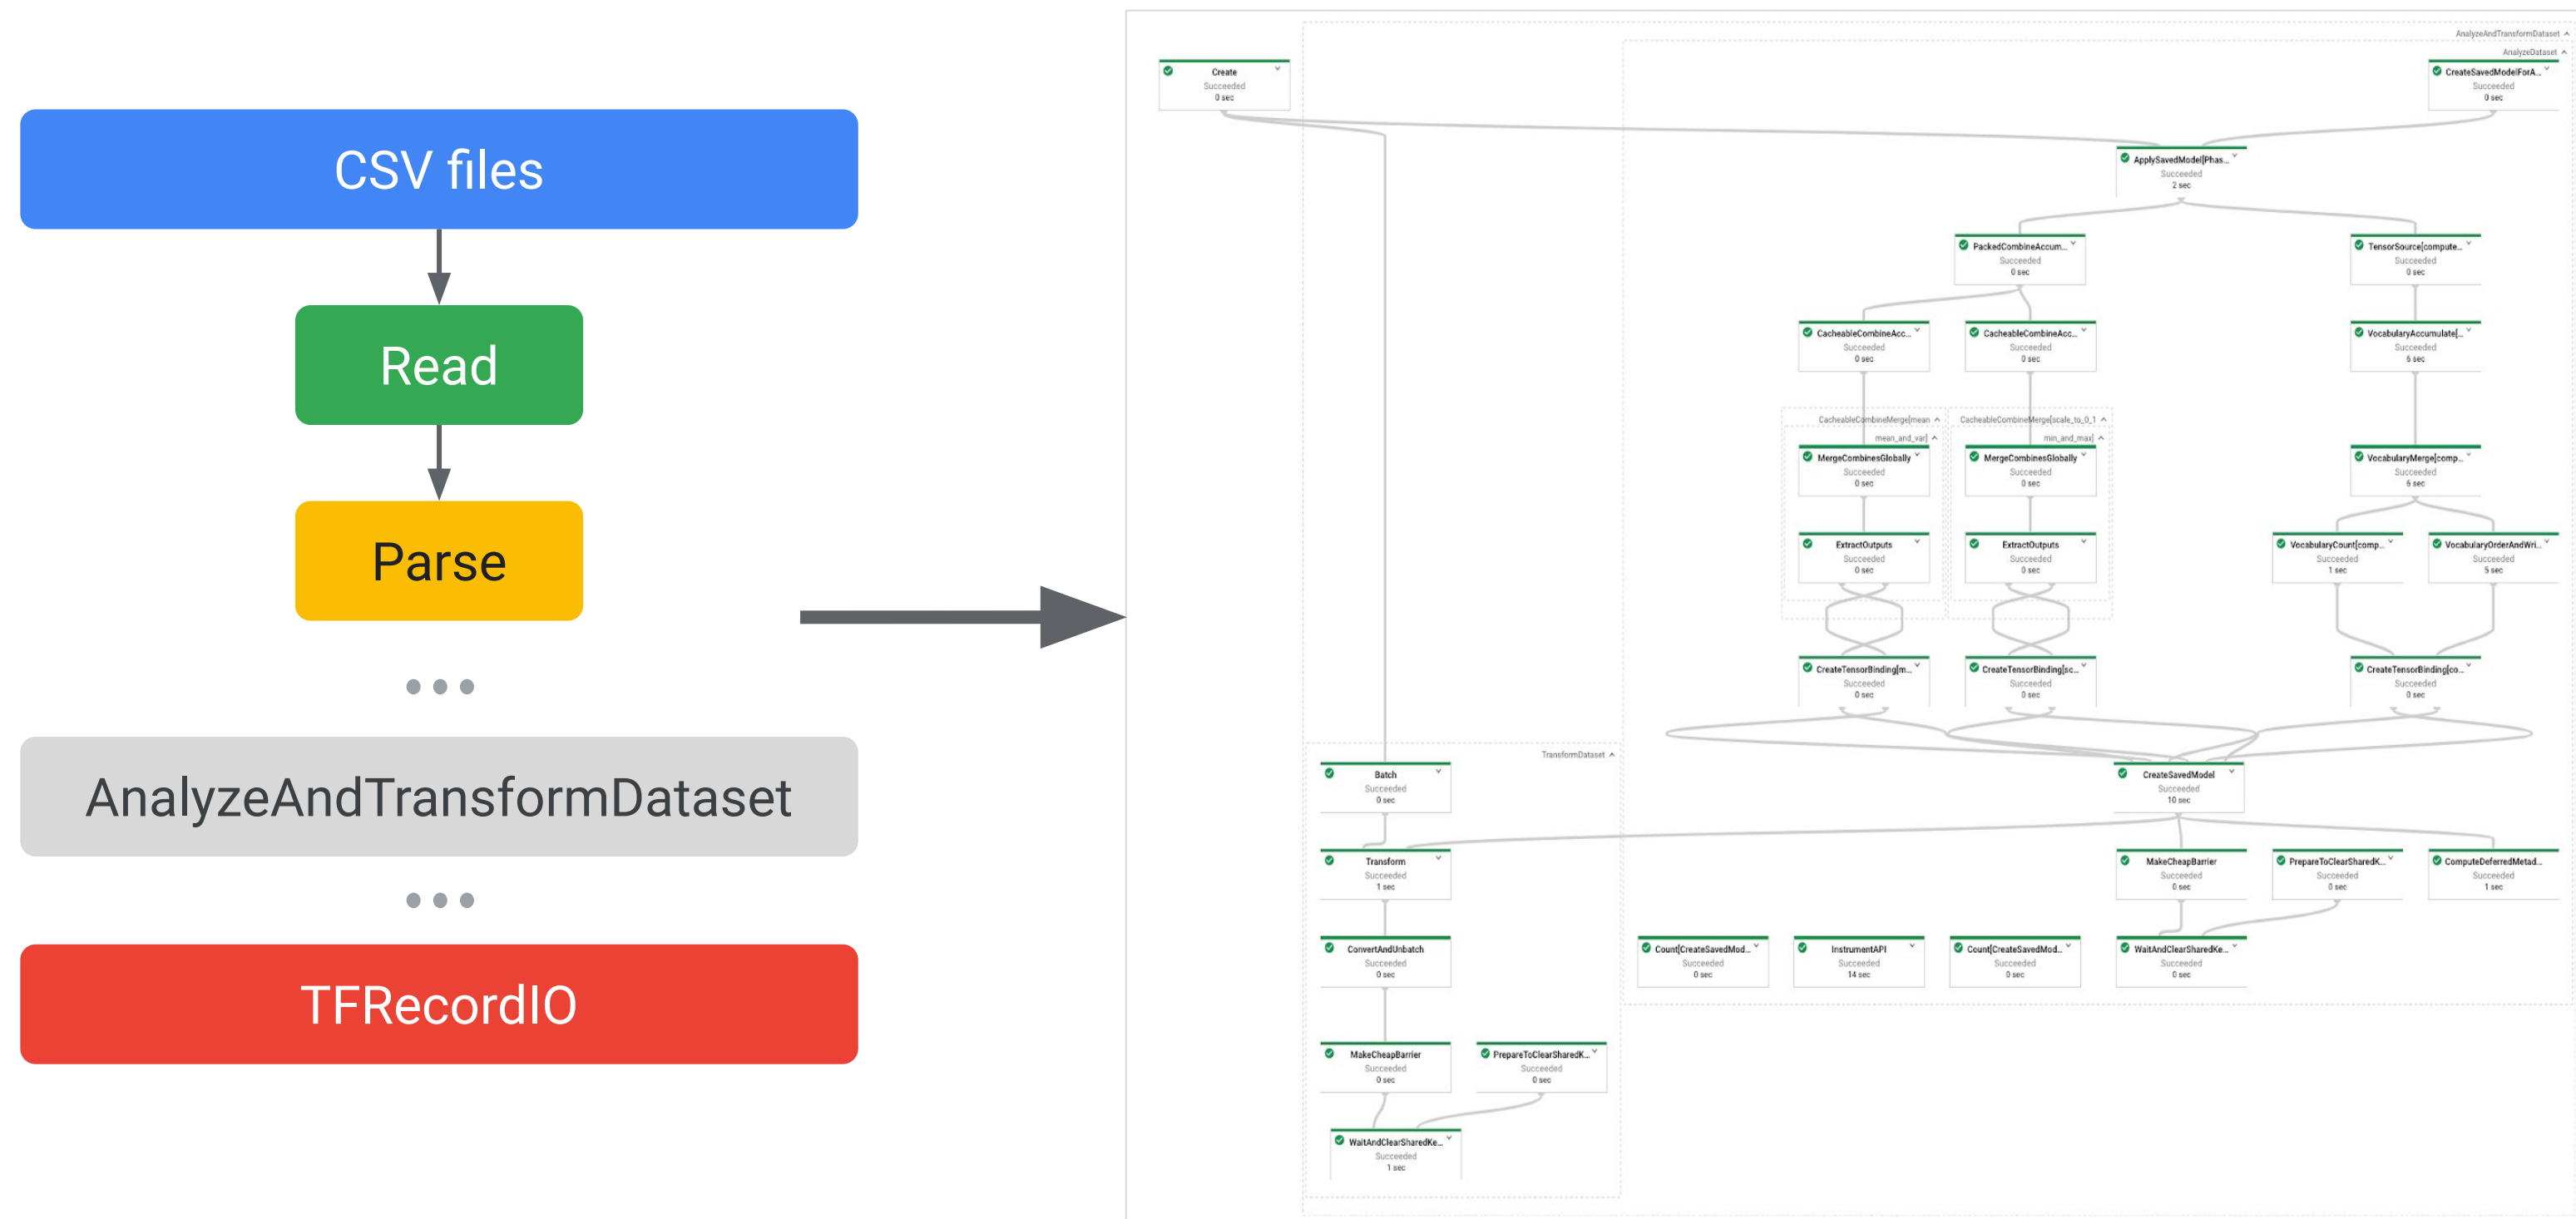 CSV files
Read
Parse
AnalyzeAndTransformDataset
TFRecordIO
AnalyzeAndTransformDataset
AnalyzeDataset
Create
Succeeded
0 sec
CreateSavedModelForA...
Succeeded
0 sec
ApplySavedModel[Phas...
Succeeded
2 sec
PackedCombineAccum...
Succeeded
0 sec
TensorSource[compute...
Succeeded
0 sec
CacheableCombineAcc...
Succeeded
0 sec
CacheableCombineAcc...
Succeeded
0 sec
VocabularyAccumulate[...
Succeeded
6 sec
CacheableCombineMerge[mean
mean_and_var]
CacheableCombineMerge[scale_to_0_1
min_and_max]
MergeCombinesGlobally
Succeeded
0 sec
MergeCombinesGlobally
Succeeded
0 sec
VocabularyMerge[comp...
Succeeded
6 sec
ExtractOutputs
Succeeded
0 sec
ExtractOutputs
Succeeded
0 sec
VocabularyCount[comp...
Succeeded
1 sec
VocabularyOrderAndWri...
Succeeded
5 sec
CreateTensorBinding[m...
Succeeded
0 sec
CreateTensorBinding[sc...
Succeeded
0 sec
CreateTensorBinding[co...
Succeeded
0 sec
TransformDataset
Batch
Succeeded
0 sec
CreateSavedModel
Succeeded
10 sec
Transform
Succeeded
1 sec
MakeCheapBarrier
Succeeded
0 sec
PrepareToClearSharedK...
Succeeded
0 sec
ComputeDeferredMetad...
Succeeded
1 sec
ConvertAndUnbatch
Succeeded
0 sec
Count[CreateSavedMod...
Succeeded
0 sec
InstrumentAPI
Succeeded
14 sec
Count[CreateSavedMod...
Succeeded
0 sec
WaitAndClearSharedKe...
Succeeded
0 sec
MakeCheapBarrier
Succeeded
0 sec
PrepareToClearSharedK...
Succeeded
0 sec
WaitAndClearSharedKe...
Succeeded
1 sec